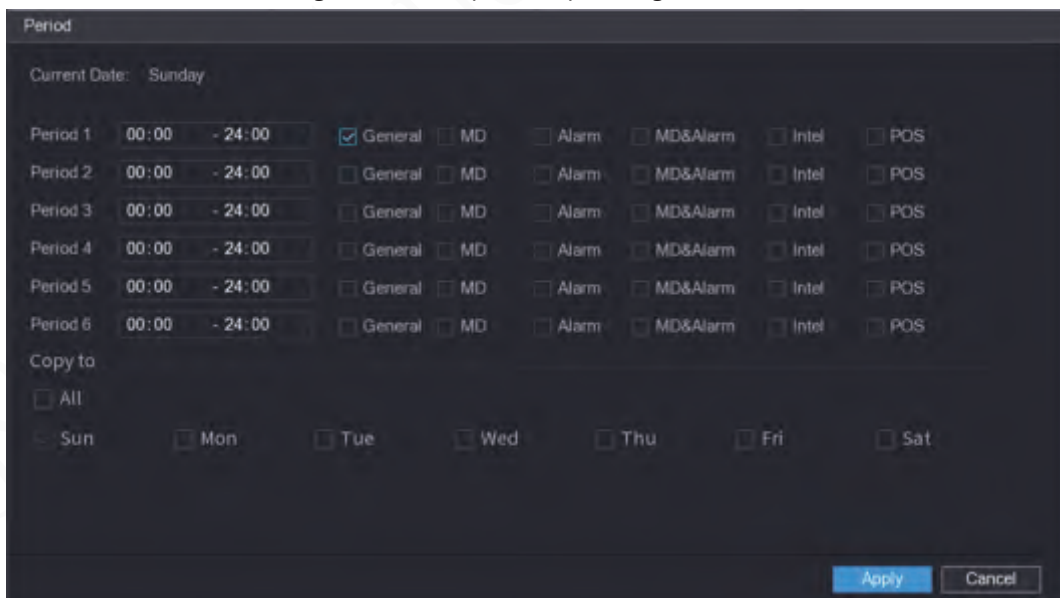 Period
Current Date: Sunday
Period 1 00:00 - 24:00 General MD Alarm MD&Alarm Intel POS
Period 2 00:00 - 24:00 General MD Alarm MD&Alarm Intel POS
Period 3 00:00 - 24:00 General MD Alarm MD&Alarm Intel POS
Period 4 00:00 - 24:00 General MD Alarm MD&Alarm Intel POS
Period 5 00:00 - 24:00 General MD Alarm MD&Alarm Intel POS
Period 6 00:00 - 24:00 General MD Alarm MD&Alarm Intel POS
Copy to
All
Sun Mon Tue Wed Thu Fri Sat
Apply Cancel